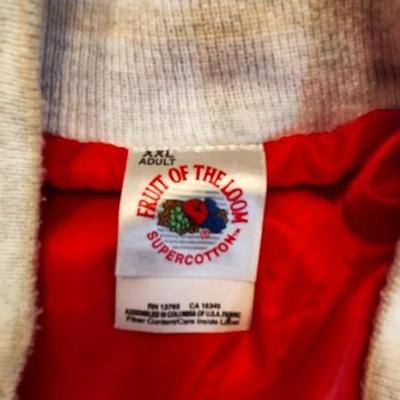 XXL
ADULT
FRUIT OF THE LOOM
SUPERCOTTON™
RN 13765 CA 16345
ASSEMBLED IN COLOMBIA OF U.S.A. FABRIC
Fiber Content/Care Inside Label